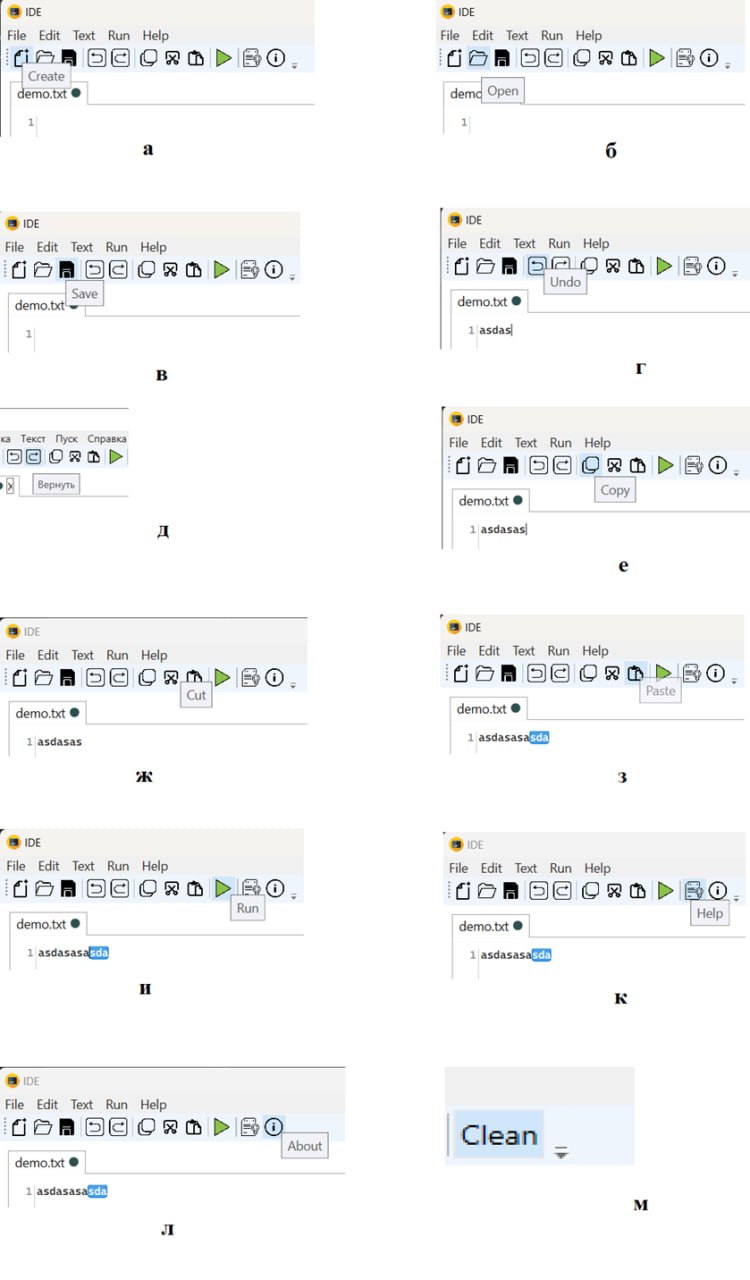 IDE
File Edit Text Run Help
Create
demo.txt
1
а
IDE
File Edit Text Run Help
Open
demo
1
б
IDE
File Edit Text Run Help
Save
demo.txt
1
в
IDE
File Edit Text Run Help
Undo
demo.txt
1 asdas
г
ка Текст Пуск Справка
Вернуть
x
д
IDE
File Edit Text Run Help
Copy
demo.txt
1 asdasas
е
IDE
File Edit Text Run Help
Cut
demo.txt
1 asdasas
ж
IDE
File Edit Text Run Help
Paste
demo.txt
1 asdasasasda
з
IDE
File Edit Text Run Help
Run
demo.txt
1 asdasasasda
и
IDE
File Edit Text Run Help
Help
demo.txt
1 asdasasasda
к
IDE
File Edit Text Run Help
About
demo.txt
1 asdasasasda
л
Clean
м